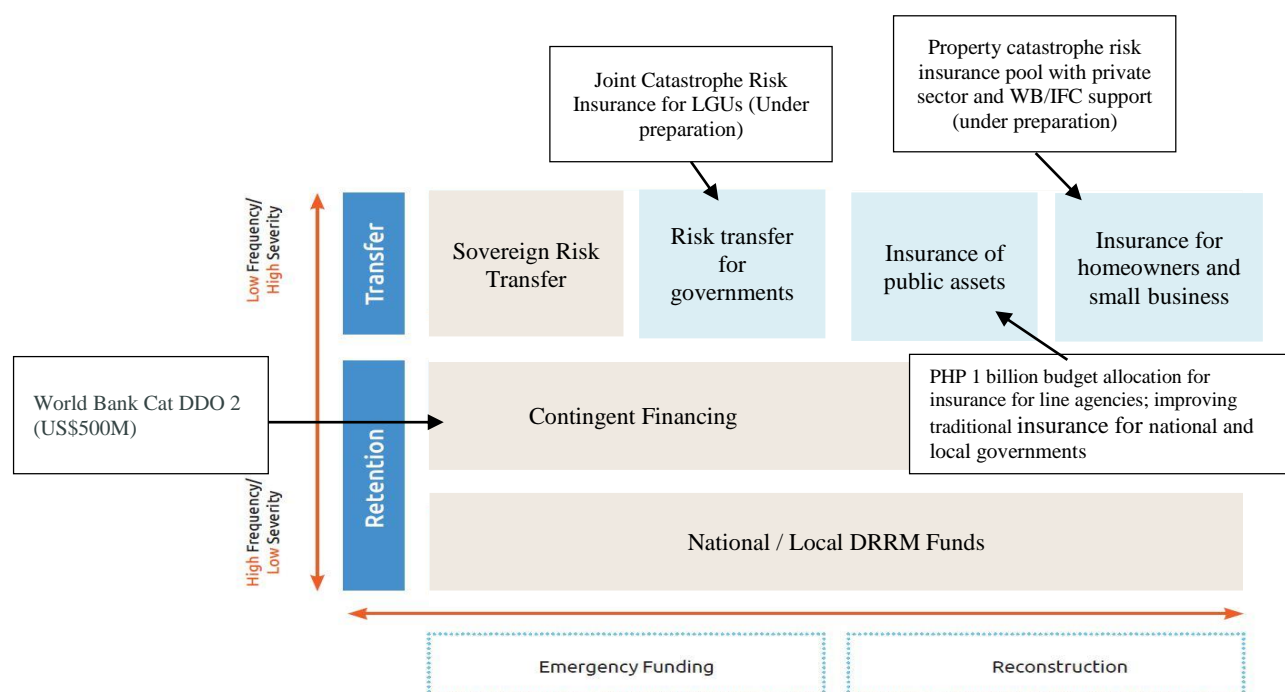 Property catastrophe risk
insurance pool with private
sector and WB/IFC support
(under preparation)
Joint Catastrophe Risk
Insurance for LGUs (Under
preparation)
Low Frequency/
High Severity
Transfer
Sovereign Risk
Transfer
Risk transfer
for
governments
Insurance of
public assets
Insurance for
homeowners and
small business
World Bank Cat DDO 2
(US$500M)
Contingent Financing
PHP 1 billion budget allocation for
insurance for line agencies; improving
traditional insurance for national and
local governments
Retention
High Frequency/
Low Severity
National / Local DRRM Funds
Emergency Funding
Reconstruction